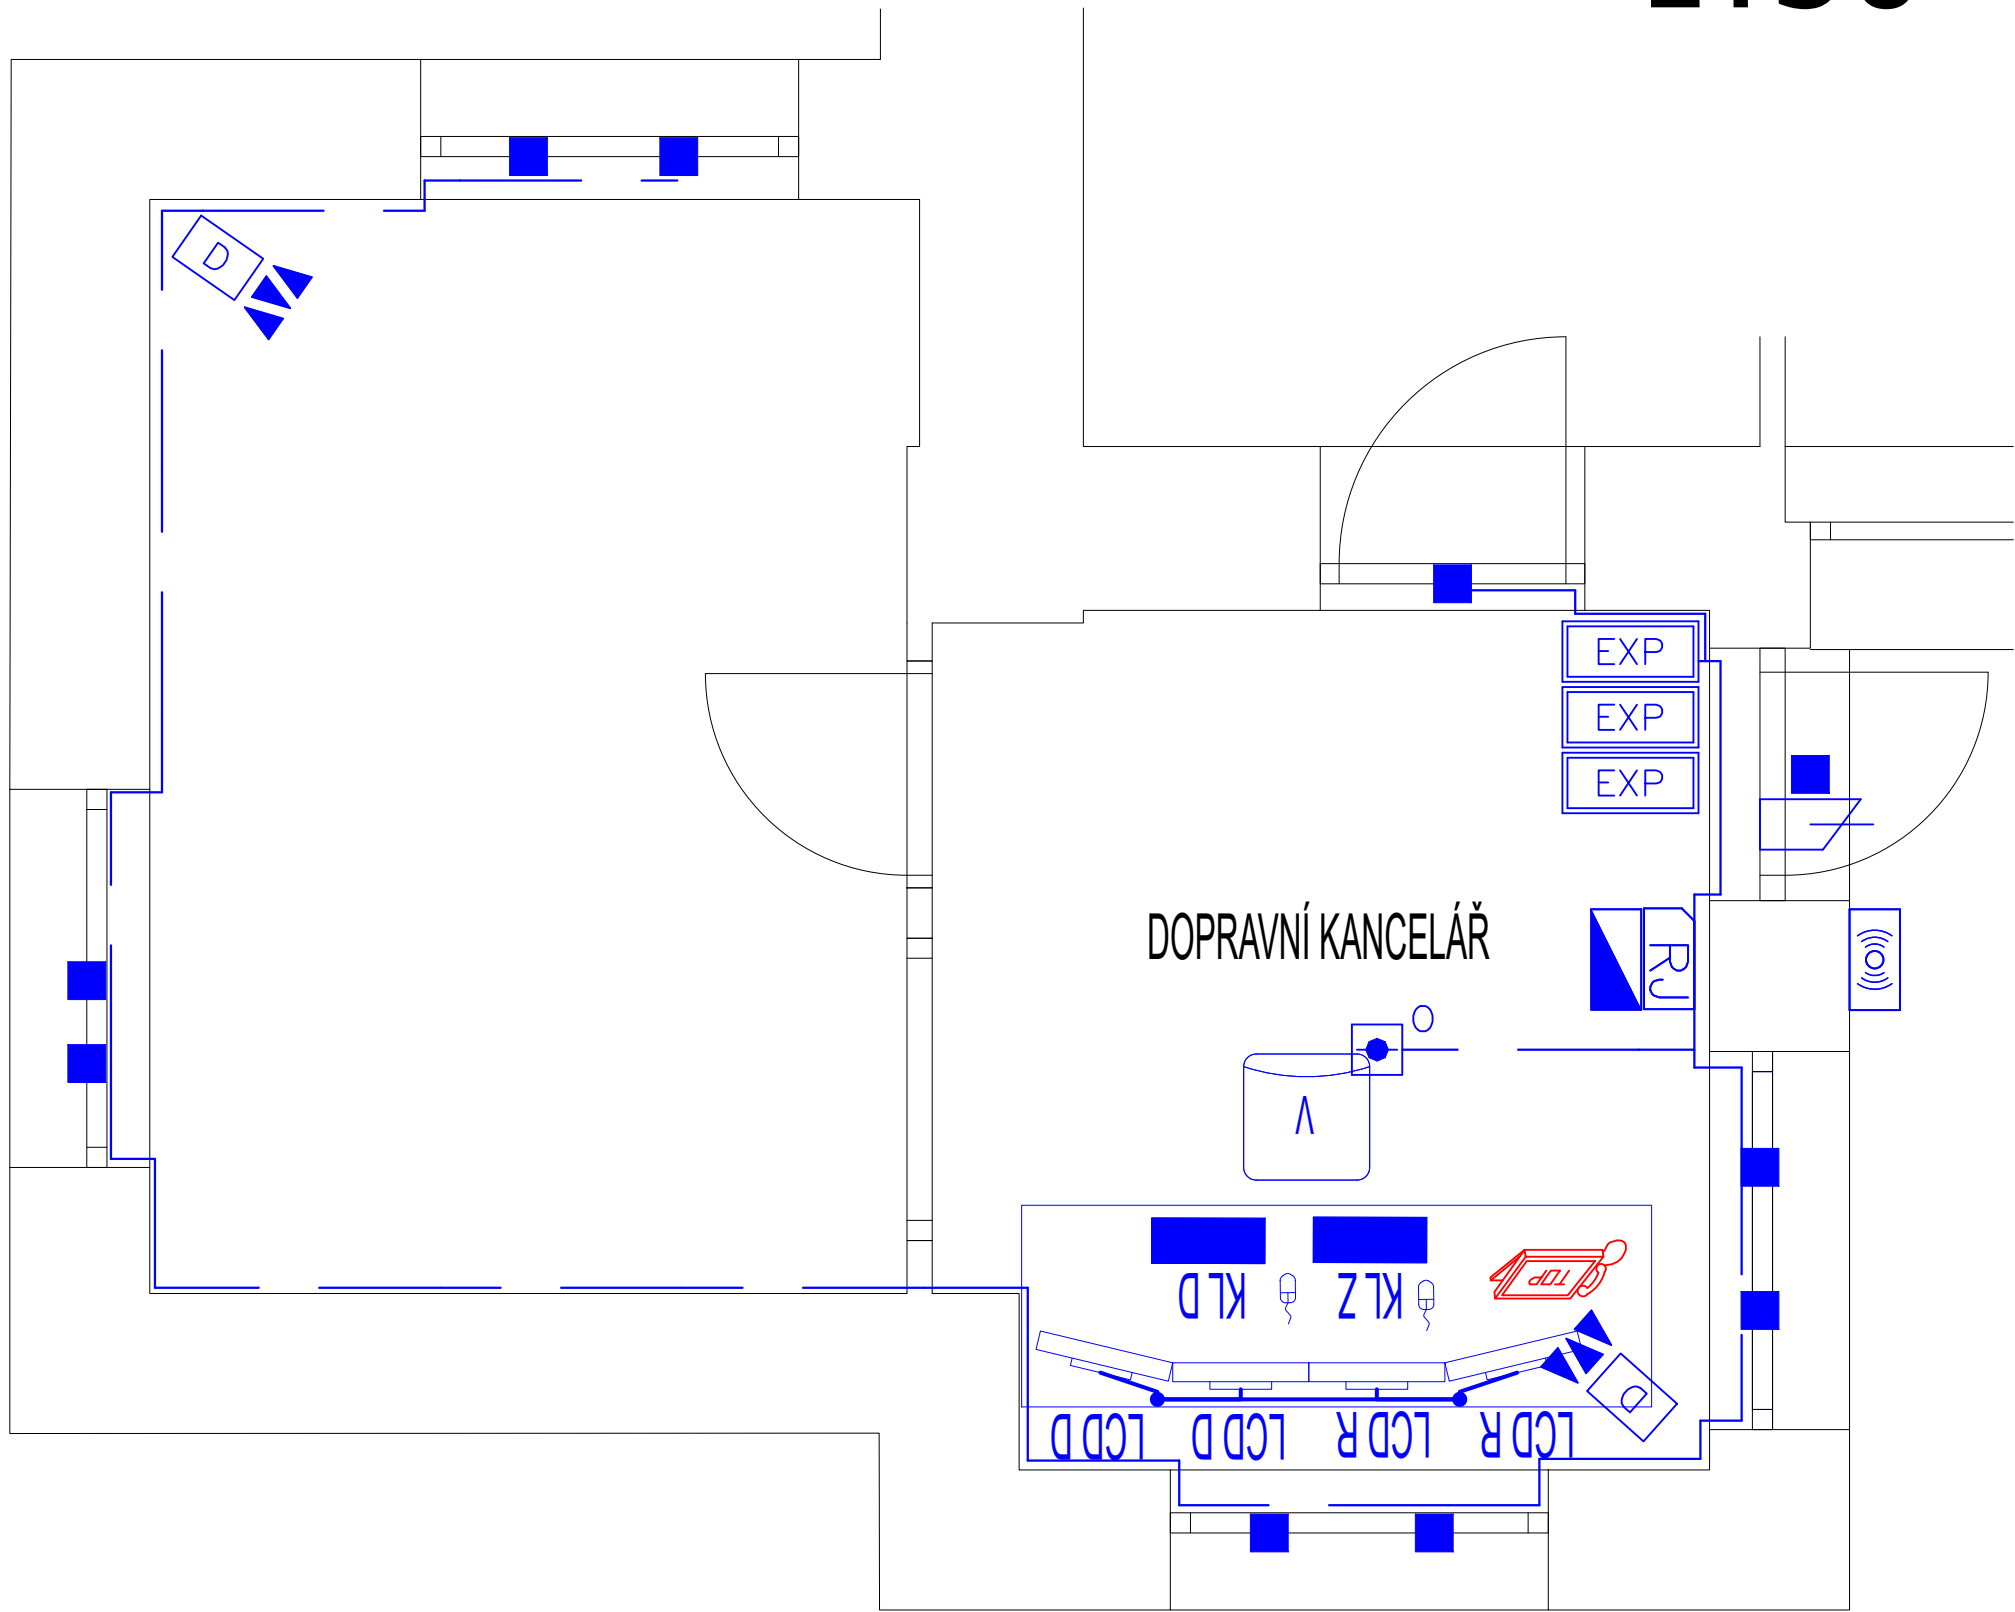 D
EXP
EXP
EXP
DOPRAVNÍ KANCELÁŘ
RJ
O
V
KL D
KL Z
TOP
D
LCD D
LCD D
LCD R
LCD R